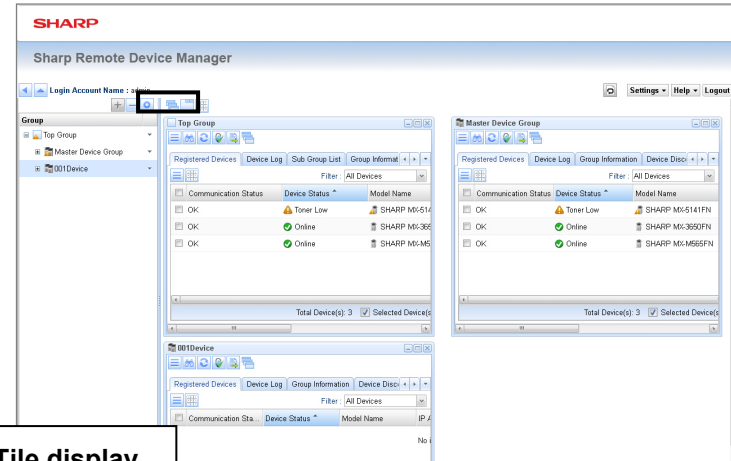 SHARP
Sharp Remote Device Manager
Login Account Name : admin
Settings Help Logout
Group
Top Group
Master Device Group
001Device
Top Group
Registered Devices Device Log Sub Group List Group Informat
Filter : All Devices
Communication Status Device Status Model Name
OK Toner Low SHARP MX-514
OK Online SHARP MX-365
OK Online SHARP MX-M5
Total Device(s): 3 Selected Device(s
Master Device Group
Registered Devices Device Log Group Information Device Disco
Filter : All Devices
Communication Status Device Status Model Name
OK Toner Low SHARP MX-5141FN
OK Online SHARP MX-3650FN
OK Online SHARP MX-M565FN
Total Device(s): 3 Selected Device(s
001Device
Registered Devices Device Log Group Information Device Disco
Filter : All Devices
Communication Sta... Device Status Model Name IP A
No i
Tile display